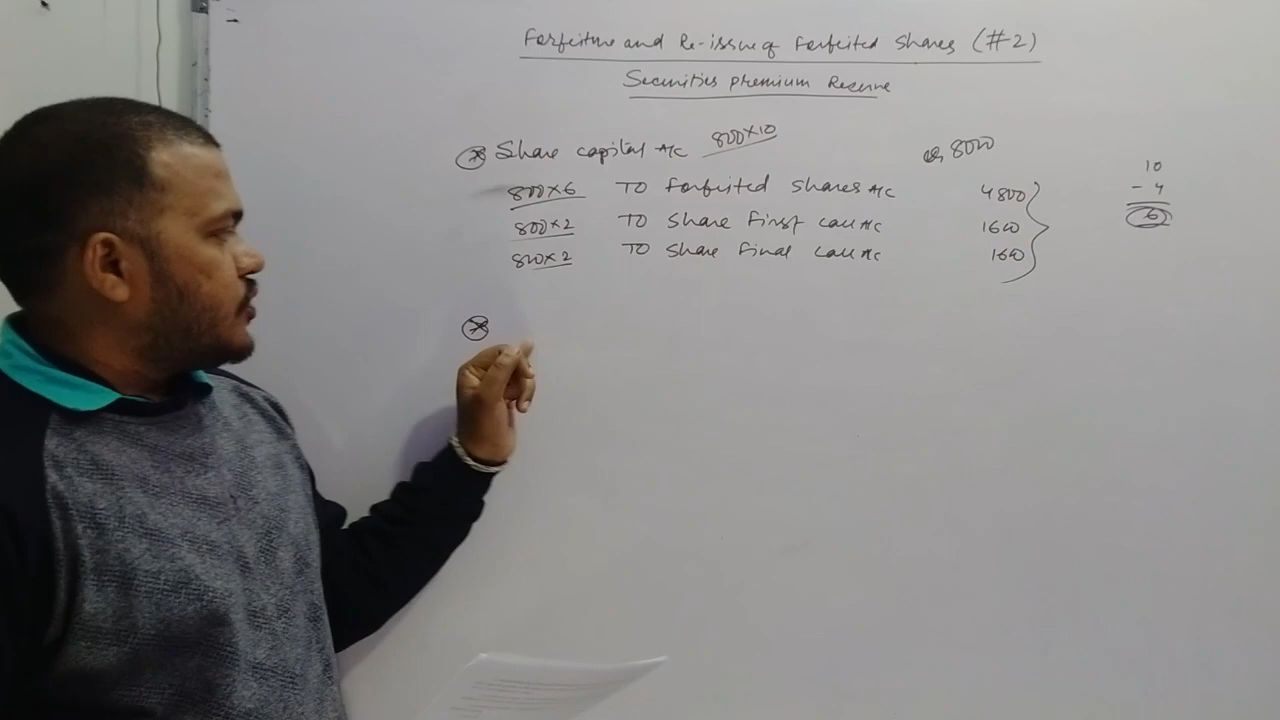 Forfeiture and Re-issue of Forfeited Shares (#2)
Securities Premium Reserve
Share capital A/c 800×10 8000
800×6 TO Forfeited Shares A/c 4800
800×2 TO Share First Call A/c 1600
800×2 TO Share Final Call A/c 1600
10
- 4
6